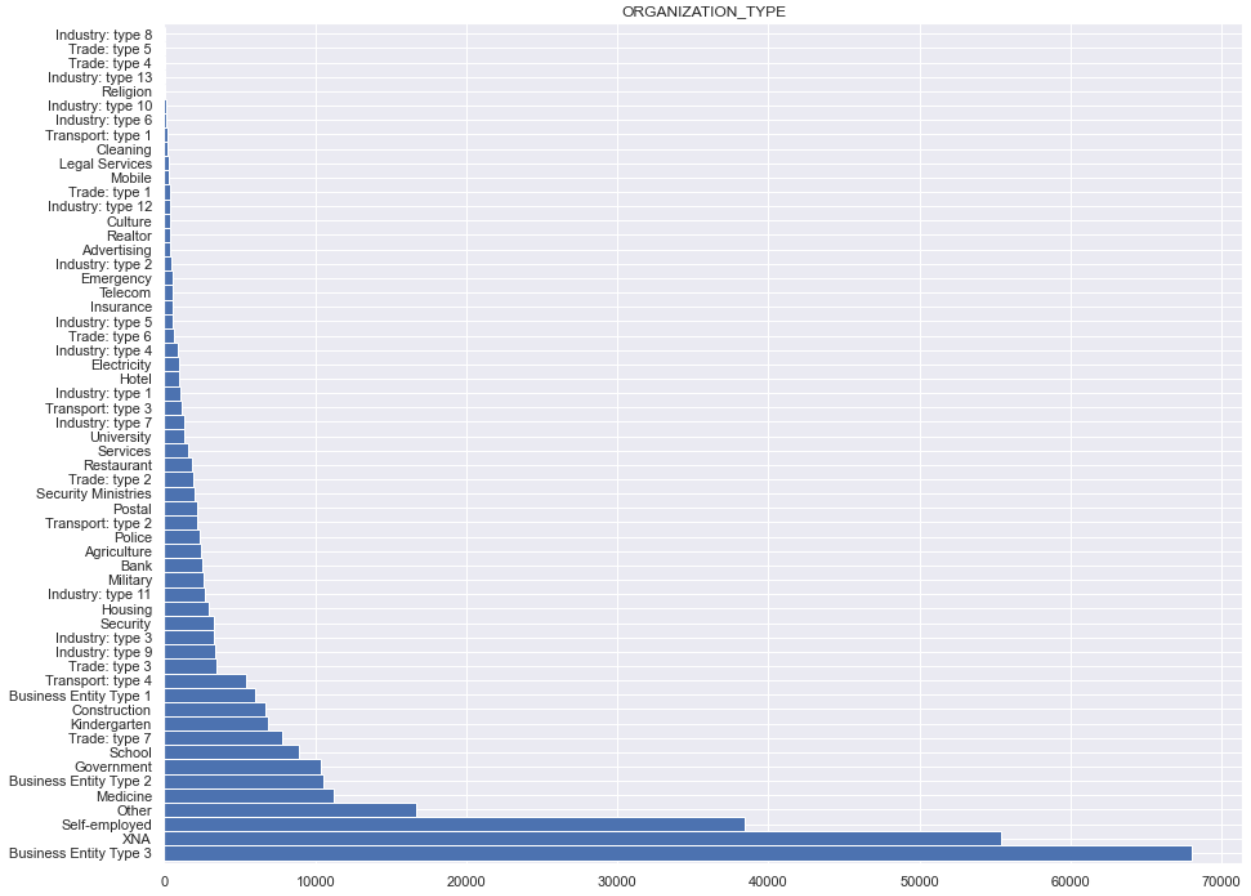 ORGANIZATION_TYPE
Industry: type 8
Trade: type 5
Trade: type 4
Industry: type 13
Religion
Industry: type 10
Industry: type 6
Transport: type 1
Cleaning
Legal Services
Mobile
Trade: type 1
Industry: type 12
Culture
Realtor
Advertising
Industry: type 2
Emergency
Telecom
Insurance
Industry: type 5
Trade: type 6
Industry: type 4
Electricity
Hotel
Industry: type 1
Transport: type 3
Industry: type 7
University
Services
Restaurant
Trade: type 2
Security Ministries
Postal
Transport: type 2
Police
Agriculture
Bank
Military
Industry: type 11
Housing
Security
Industry: type 3
Industry: type 9
Trade: type 3
Transport: type 4
Business Entity Type 1
Construction
Kindergarten
Trade: type 7
School
Government
Business Entity Type 2
Medicine
Other
Self-employed
XNA
Business Entity Type 3
0 10000 20000 30000 40000 50000 60000 70000